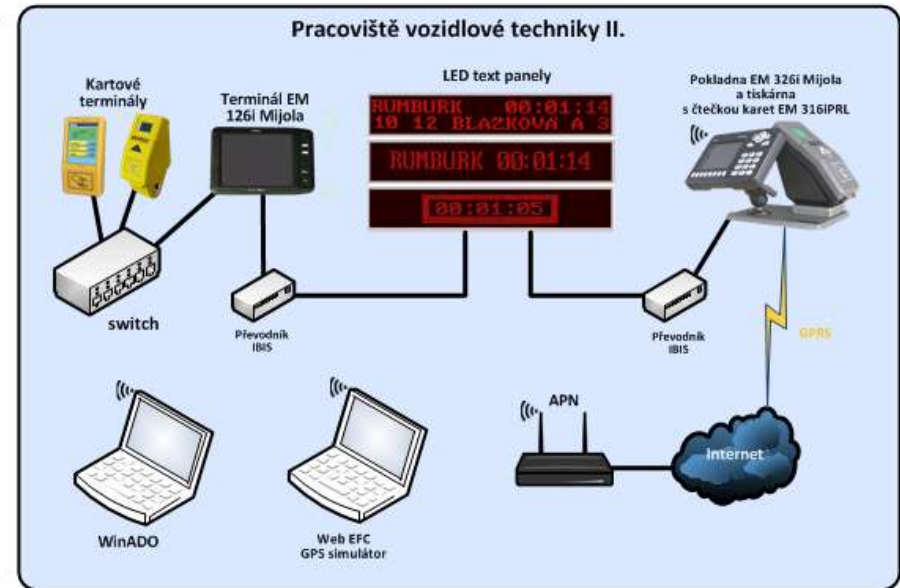 Pracoviště vozidlové techniky II.
Kartové
terminály
Terminál EM
126i Mijola
LED text panely
Pokladna EM 326i Mijola
a tiskárna
s čtečkou karet EM 316iPRL
RUMBURK 00:01:14
10 12 BLAZKOVA A 3
RUMBURK 00:01:14
00:01:05
switch
Převodník
IBIS
Převodník
IBIS
GPRS
APN
Internet
WinADO
Web EFC
GPS simulátor